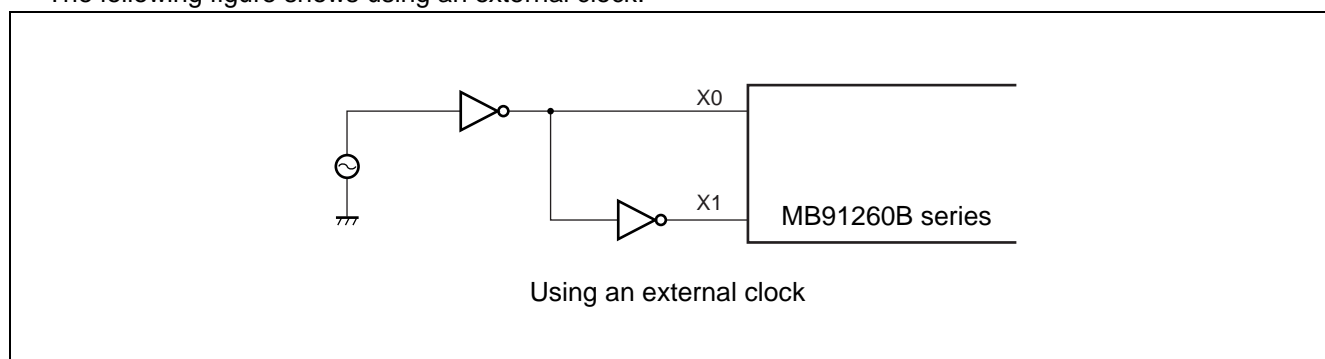 The following figure shows using an external clock.
X0
X1
MB91260B series
Using an external clock